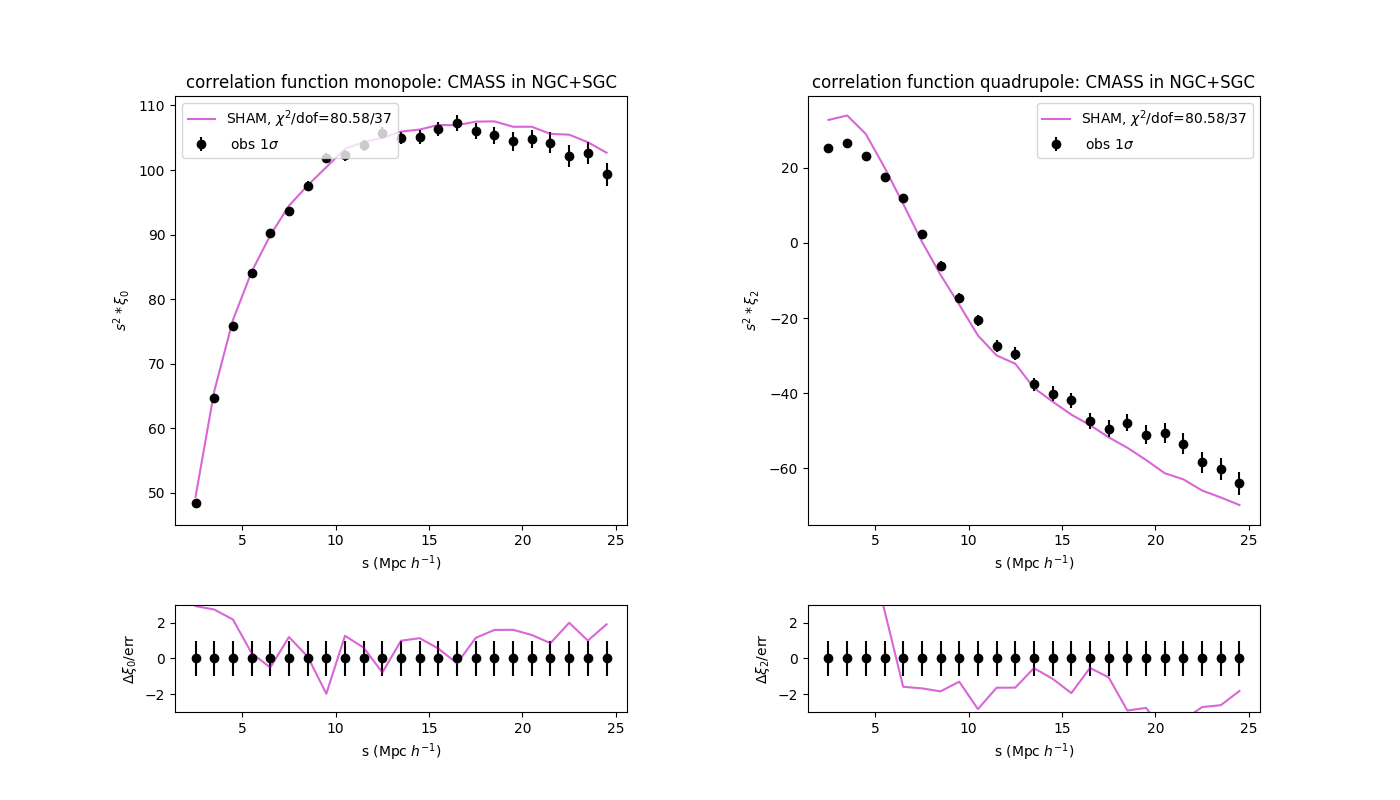 correlation function monopole: CMASS in NGC+SGC
SHAM, χ²/dof=80.58/37
obs 1σ
110
100
90
80
70
60
50
s² * ξ₀
5
10
15
20
25
s (Mpc h⁻¹)
2
0
−2
Δξ₀/err
5
10
15
20
25
s (Mpc h⁻¹)
correlation function quadrupole: CMASS in NGC+SGC
SHAM, χ²/dof=80.58/37
obs 1σ
20
0
−20
−40
−60
s² * ξ₂
5
10
15
20
25
s (Mpc h⁻¹)
2
0
−2
Δξ₂/err
5
10
15
20
25
s (Mpc h⁻¹)